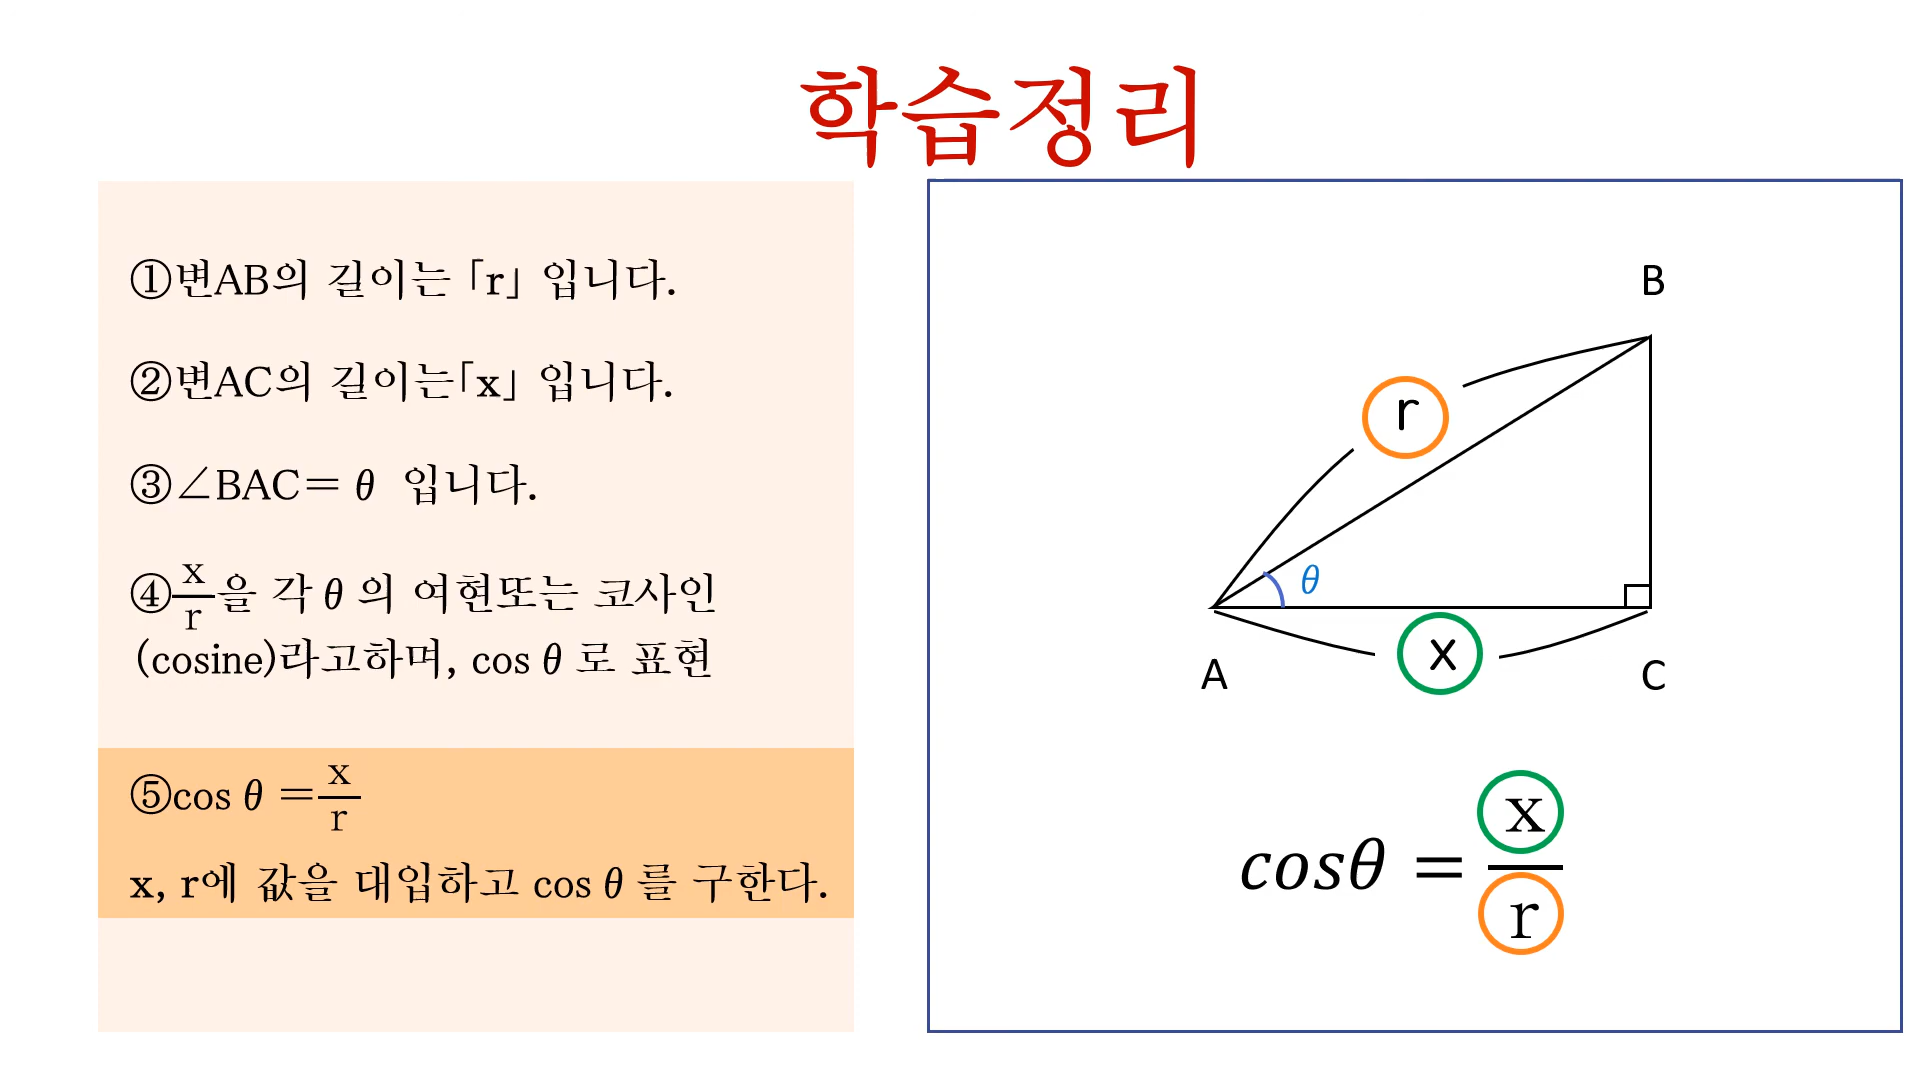 학습정리
①변AB의 길이는 「r」 입니다.
②변AC의 길이는「x」 입니다.
③∠BAC= θ 입니다.
④x/r을 각 θ 의 여현또는 코사인
(cosine)라고하며, cos θ 로 표현
⑤cos θ =x/r
x, r에 값을 대입하고 cos θ 를 구한다.
B
r
θ
A
x
C
cosθ = x/r